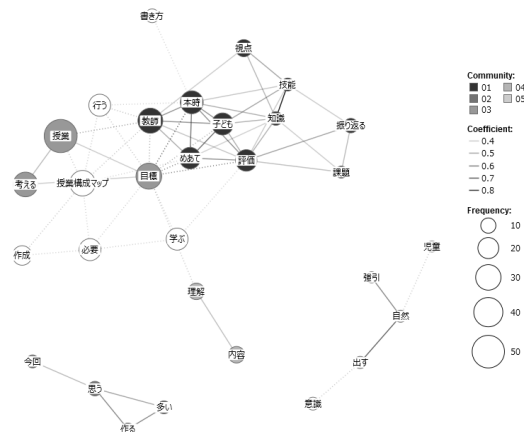 書き方
視点
技能
行う
本時
教師
子ども
知識
振り返る
授業
めあて
評価
課題
考える
授業構成マップ
目標
作成
必要
学ぶ
理解
内容
児童
強引
自然
出す
意識
今回
思う
多い
作る
Community:
01
02
03
04
05
Coefficient:
0.4
0.5
0.6
0.7
0.8
Frequency:
10
20
30
40
50